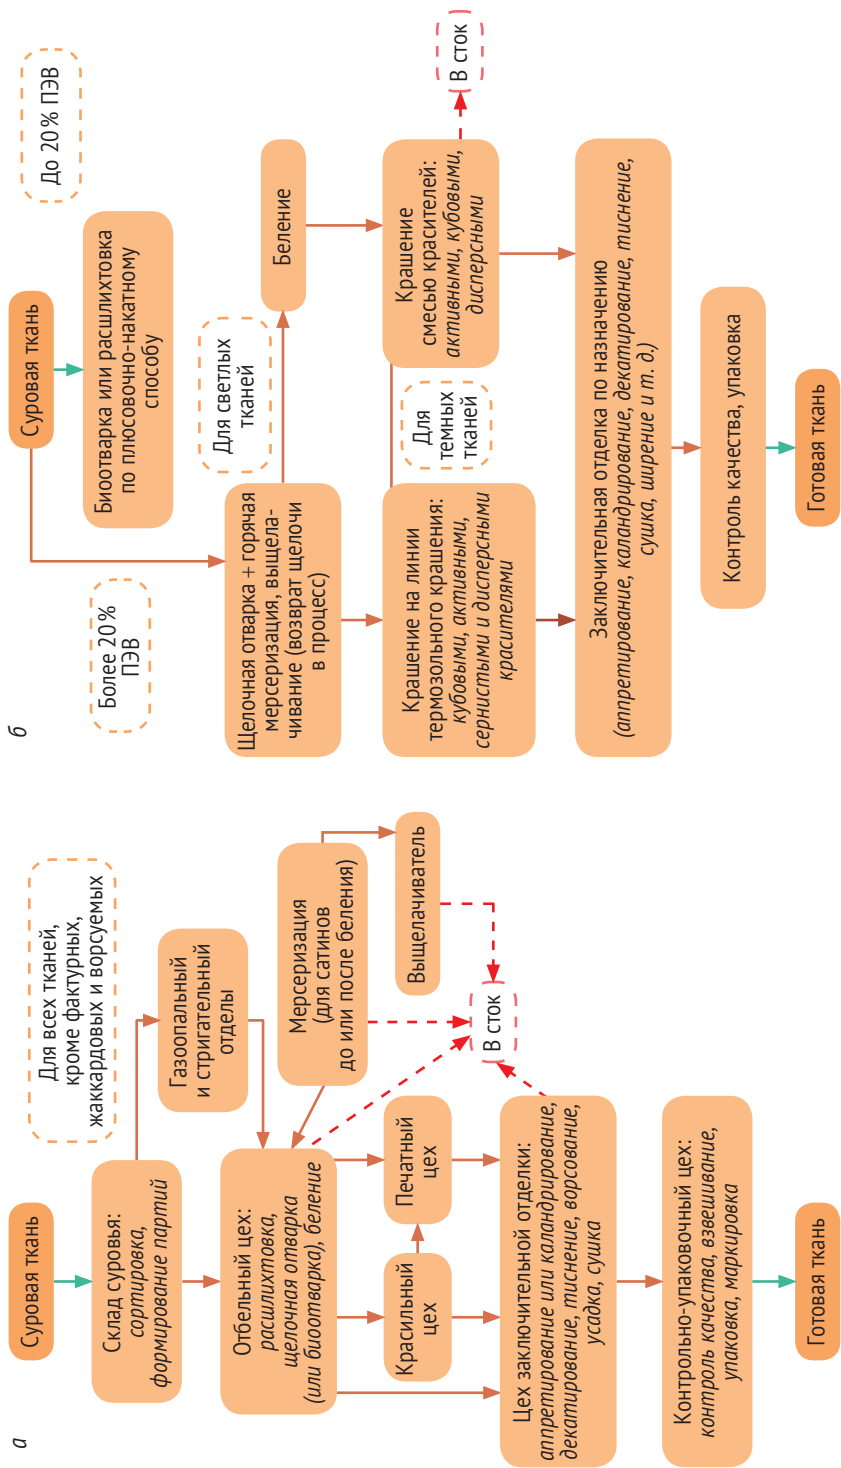 а
Суровая ткань
Для всех тканей,
кроме фактурных,
жаккардовых и ворсуемых
Склад суровья:
сортировка,
формирование партий
Газоопальный
и стригательный
отделы
Отбельный цех:
расшлихтовка,
щелочная отварка
(или биоотварка), беление
Мерсеризация
(для сатинов
до или после беления)
Выщелачиватель
Красильный
цех
Печатный
цех
В сток
Цех заключительной отделки:
аппретирование или каландрирование,
декатирование, тиснение, ворсование,
усадка, сушка
Контрольно-упаковочный цех:
контроль качества, взвешивание,
упаковка, маркировка
Готовая ткань
б
Суровая ткань
Более 20 %
ПЭВ
До 20 % ПЭВ
Биоотварка или расшлихтовка
по плюсовочно-накатному
способу
Щелочная отварка + горячая
мерсеризация, выщела-
чивание (возврат щелочи
в процесс)
Для светлых
тканей
Беление
Крашение на линии
термозольного крашения:
кубовыми, активными,
сернистыми и дисперсными
красителями
Для
темных
тканей
Крашение
смесью красителей:
активными, кубовыми,
дисперсными
В сток
Заключительная отделка по назначению
(аппретирование, каландрирование, декатирование, тиснение,
сушка, ширение и т. д.)
Контроль качества, упаковка
Готовая ткань